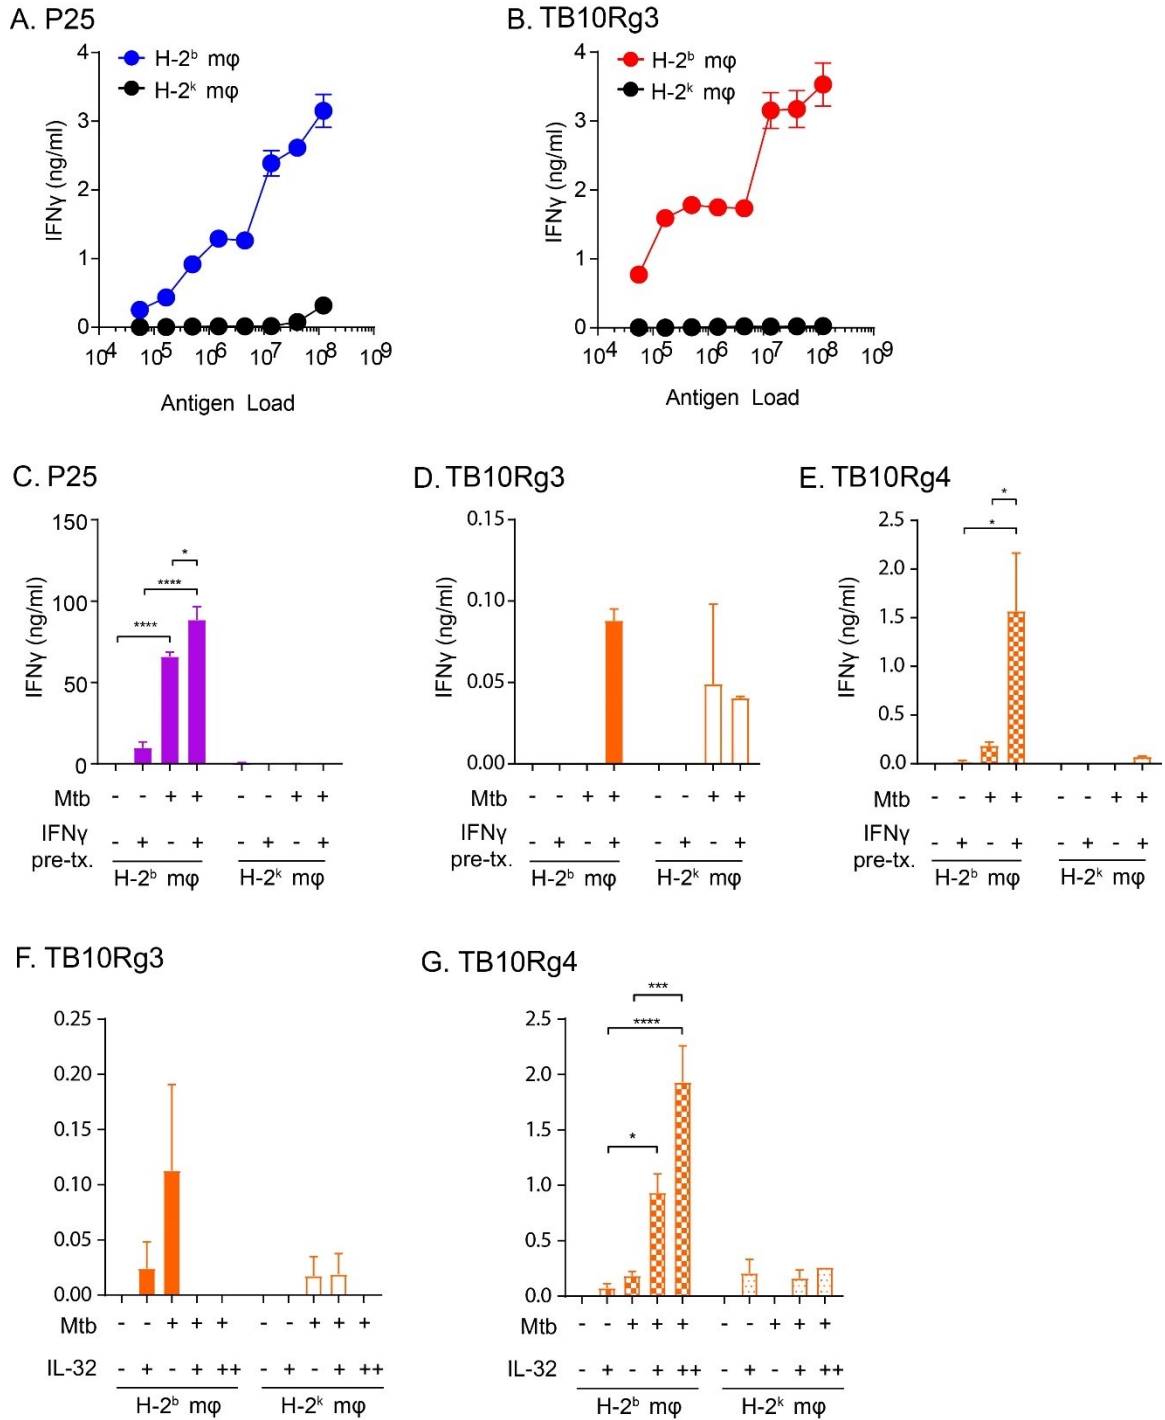 A. P25
H-2ᵇ mφ
H-2ᵏ mφ
IFNγ (ng/ml)
4
3
2
1
0
10⁴ 10⁵ 10⁶ 10⁷ 10⁸ 10⁹
Antigen Load
B. TB10Rg3
H-2ᵇ mφ
H-2ᵏ mφ
IFNγ (ng/ml)
4
3
2
1
0
10⁴ 10⁵ 10⁶ 10⁷ 10⁸ 10⁹
Antigen Load
C. P25
IFNγ (ng/ml)
150
100
50
0
*
****
****
Mtb - - + + - - + +
IFNγ pre-tx. - + - + - + - +
H-2ᵇ mφ H-2ᵏ mφ
D. TB10Rg3
IFNγ (ng/ml)
0.15
0.10
0.05
0.00
Mtb - - + + - - + +
IFNγ pre-tx. - + - + - + - +
H-2ᵇ mφ H-2ᵏ mφ
E. TB10Rg4
IFNγ (ng/ml)
2.5
2.0
1.5
1.0
0.5
0.0
*
*
Mtb - - + + - - + +
IFNγ pre-tx. - + - + - + - +
H-2ᵇ mφ H-2ᵏ mφ
F. TB10Rg3
0.25
0.20
0.15
0.10
0.05
0.00
Mtb - - + + + - - + + +
IL-32 - + - + ++ - + - + ++
H-2ᵇ mφ H-2ᵏ mφ
G. TB10Rg4
2.5
2.0
1.5
1.0
0.5
0.0
***
****
*
Mtb - - + + + - - + + +
IL-32 - + - + ++ - + - + ++
H-2ᵇ mφ H-2ᵏ mφ